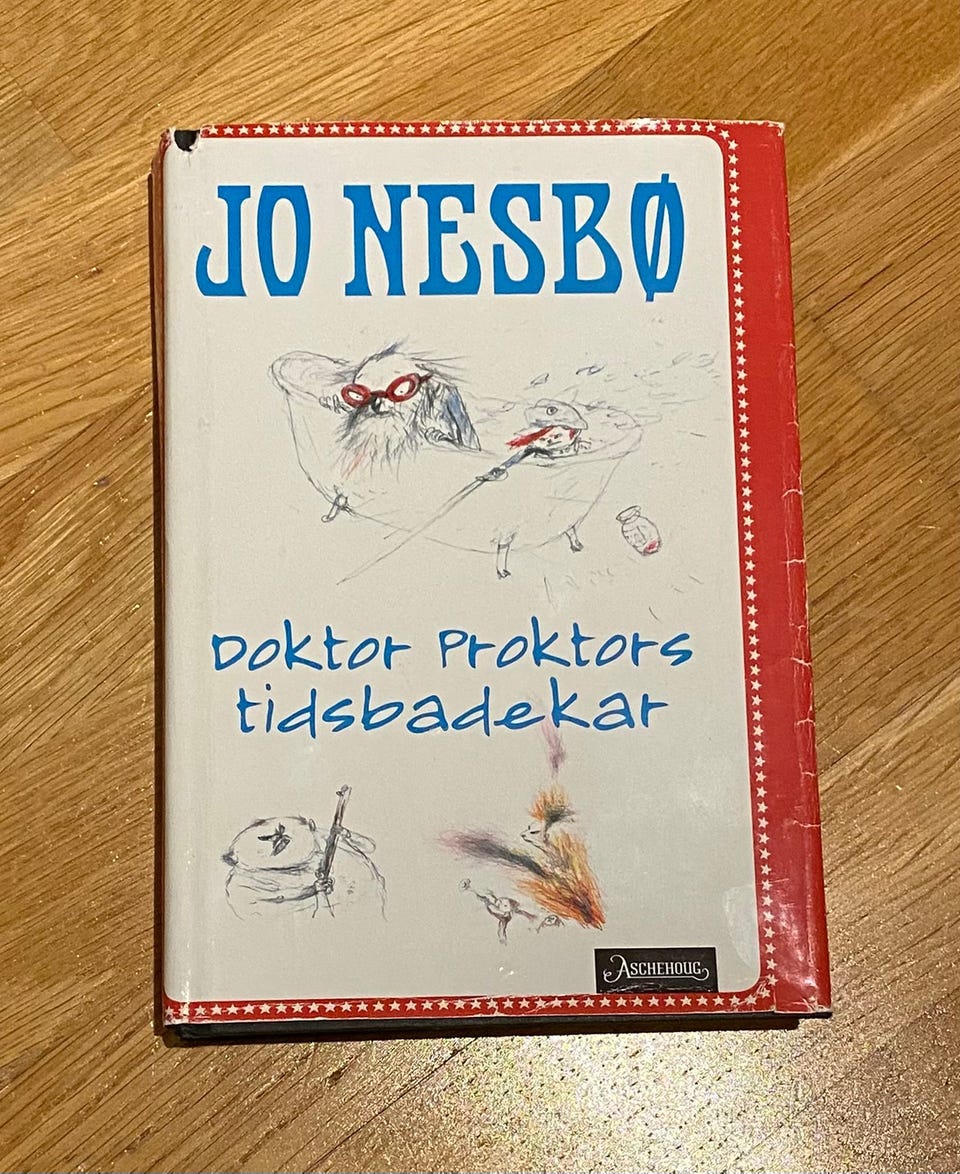 JO NESBØ
Doktor Proktors
tidsbadekar
ASCHEHOUG